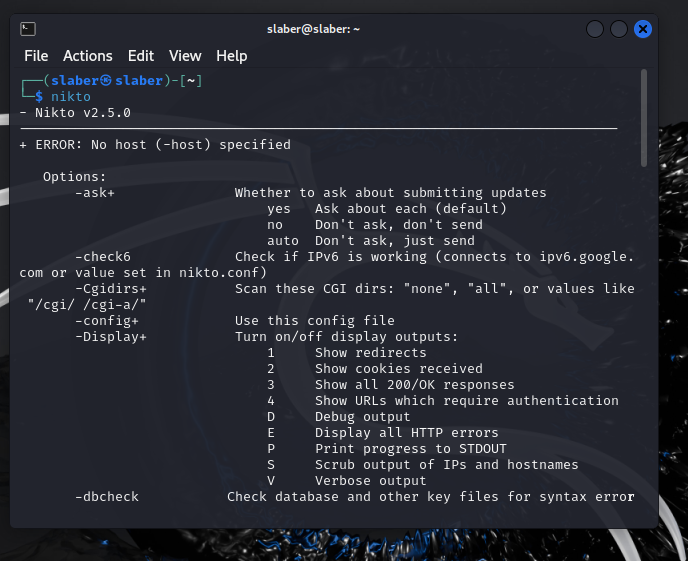 slaber@slaber: ~
File Actions Edit View Help
┌──(slaber㉿slaber)-[~]
└─$ nikto
- Nikto v2.5.0
---------------------------------------------------------------------------
+ ERROR: No host (-host) specified
Options:
-ask+ Whether to ask about submitting updates
yes Ask about each (default)
no Don't ask, don't send
auto Don't ask, just send
-check6 Check if IPv6 is working (connects to ipv6.google.
com or value set in nikto.conf)
-Cgidirs+ Scan these CGI dirs: "none", "all", or values like
"/cgi/ /cgi-a/"
-config+ Use this config file
-Display+ Turn on/off display outputs:
1 Show redirects
2 Show cookies received
3 Show all 200/OK responses
4 Show URLs which require authentication
D Debug output
E Display all HTTP errors
P Print progress to STDOUT
S Scrub output of IPs and hostnames
V Verbose output
-dbcheck Check database and other key files for syntax error